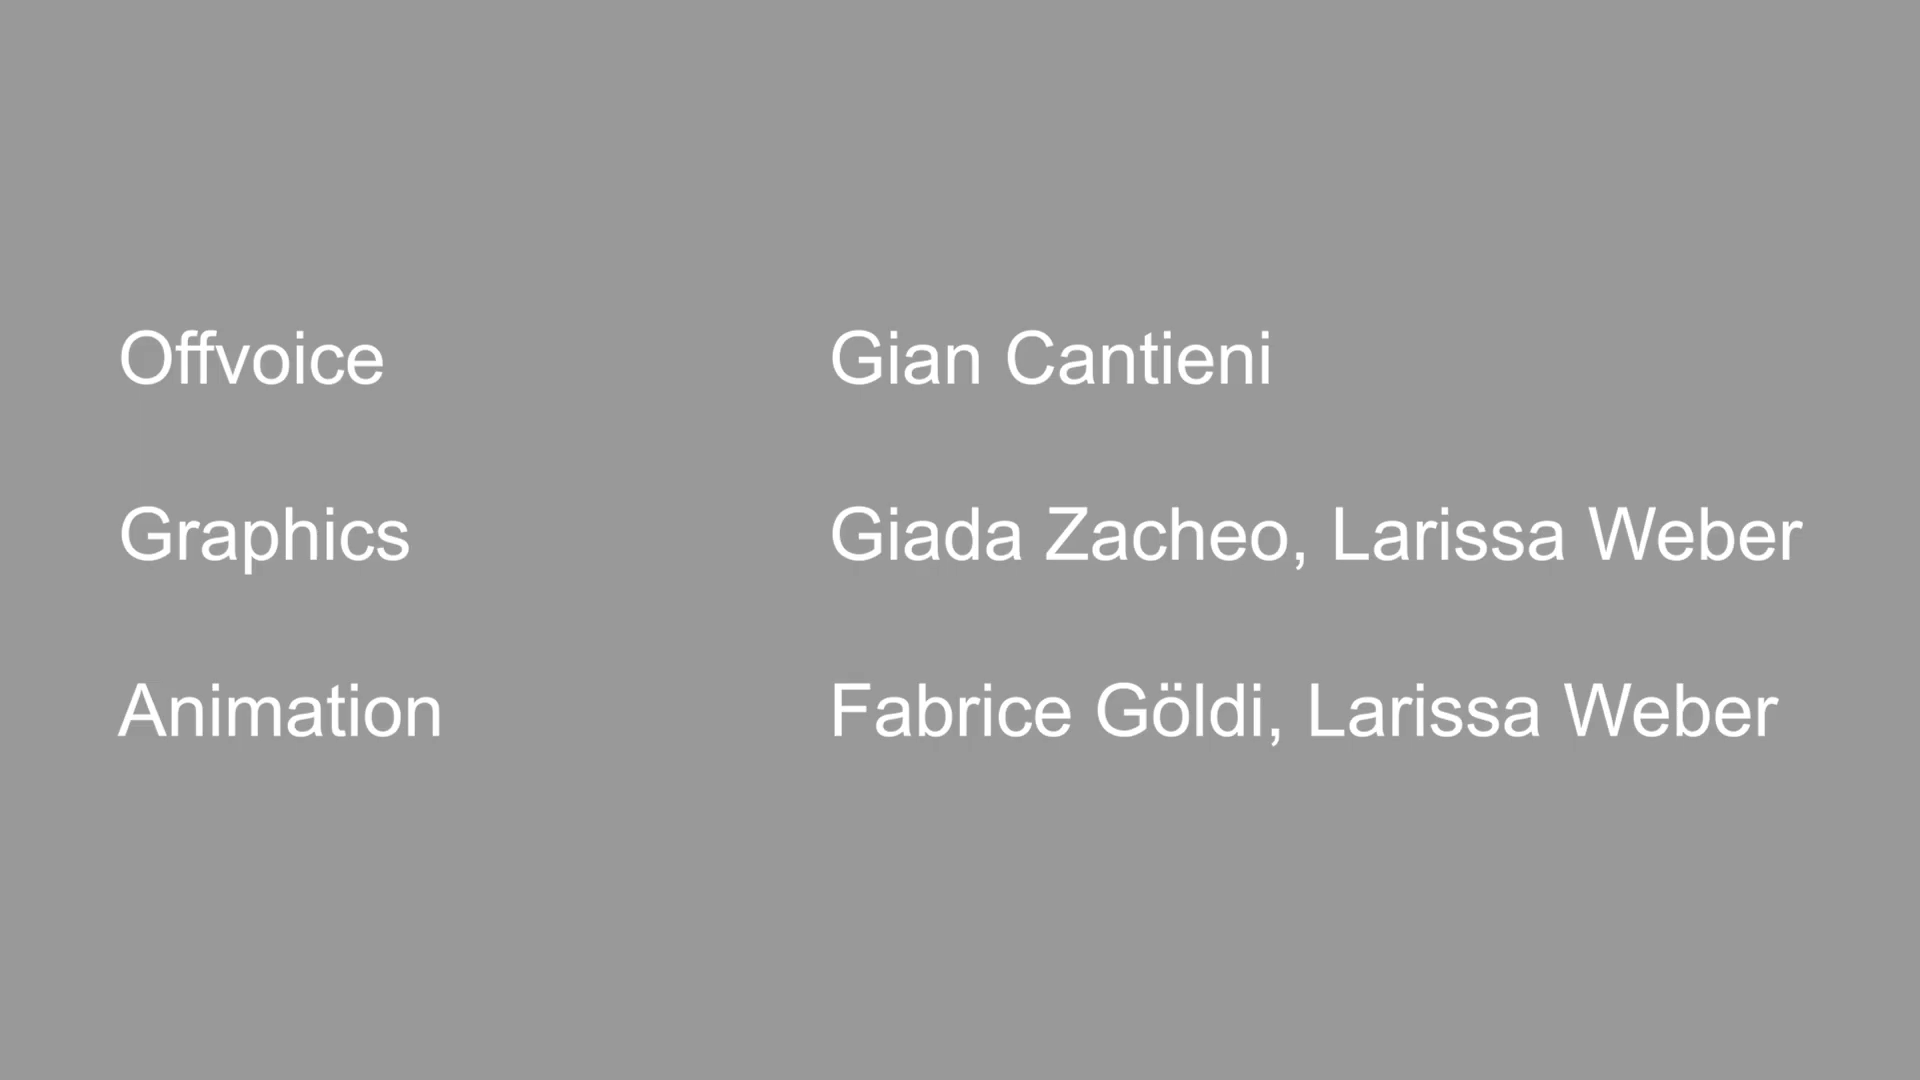 Offvoice Gian Cantieni
Graphics Giada Zacheo, Larissa Weber
Animation Fabrice Göldi, Larissa Weber